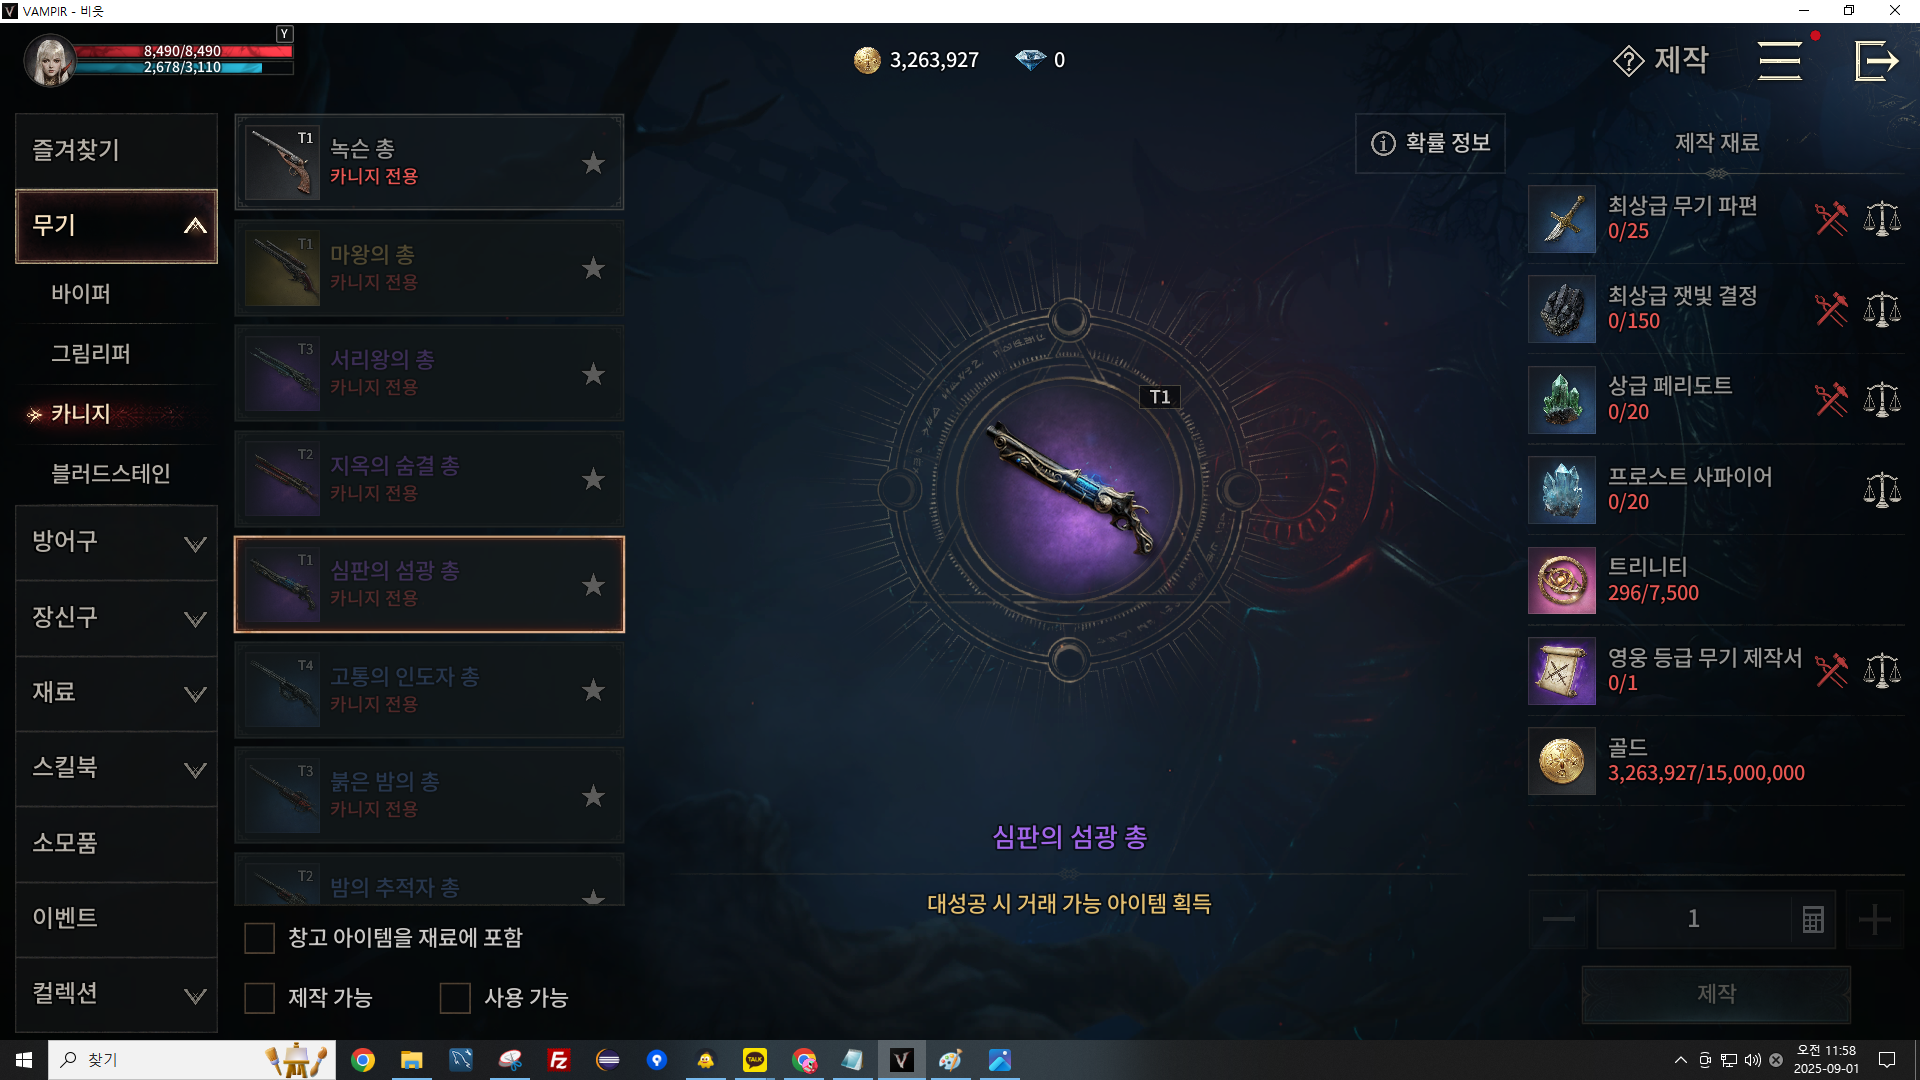 VAMPIR - 비읏
Y
8,490/8,490
2,678/3,110
3,263,927
0
제작
즐겨찾기
무기
바이퍼
그림리퍼
카니지
블러드스테인
방어구
장신구
재료
스킬북
소모품
이벤트
컬렉션
T1
녹슨 총
카니지 전용
T1
마왕의 총
카니지 전용
T3
서리왕의 총
카니지 전용
T2
지옥의 숨결 총
카니지 전용
T1
심판의 섬광 총
카니지 전용
T4
고통의 인도자 총
카니지 전용
T3
붉은 밤의 총
카니지 전용
T2
밤의 추적자 총
창고 아이템을 재료에 포함
제작 가능
사용 가능
T1
심판의 섬광 총
대성공 시 거래 가능 아이템 획득
확률 정보
제작 재료
최상급 무기 파편
0/25
최상급 잿빛 결정
0/150
상급 페리도트
0/20
프로스트 사파이어
0/20
트리니티
296/7,500
영웅 등급 무기 제작서
0/1
골드
3,263,927/15,000,000
1
제작
찾기
TALK
오전 11:58
2025-09-01